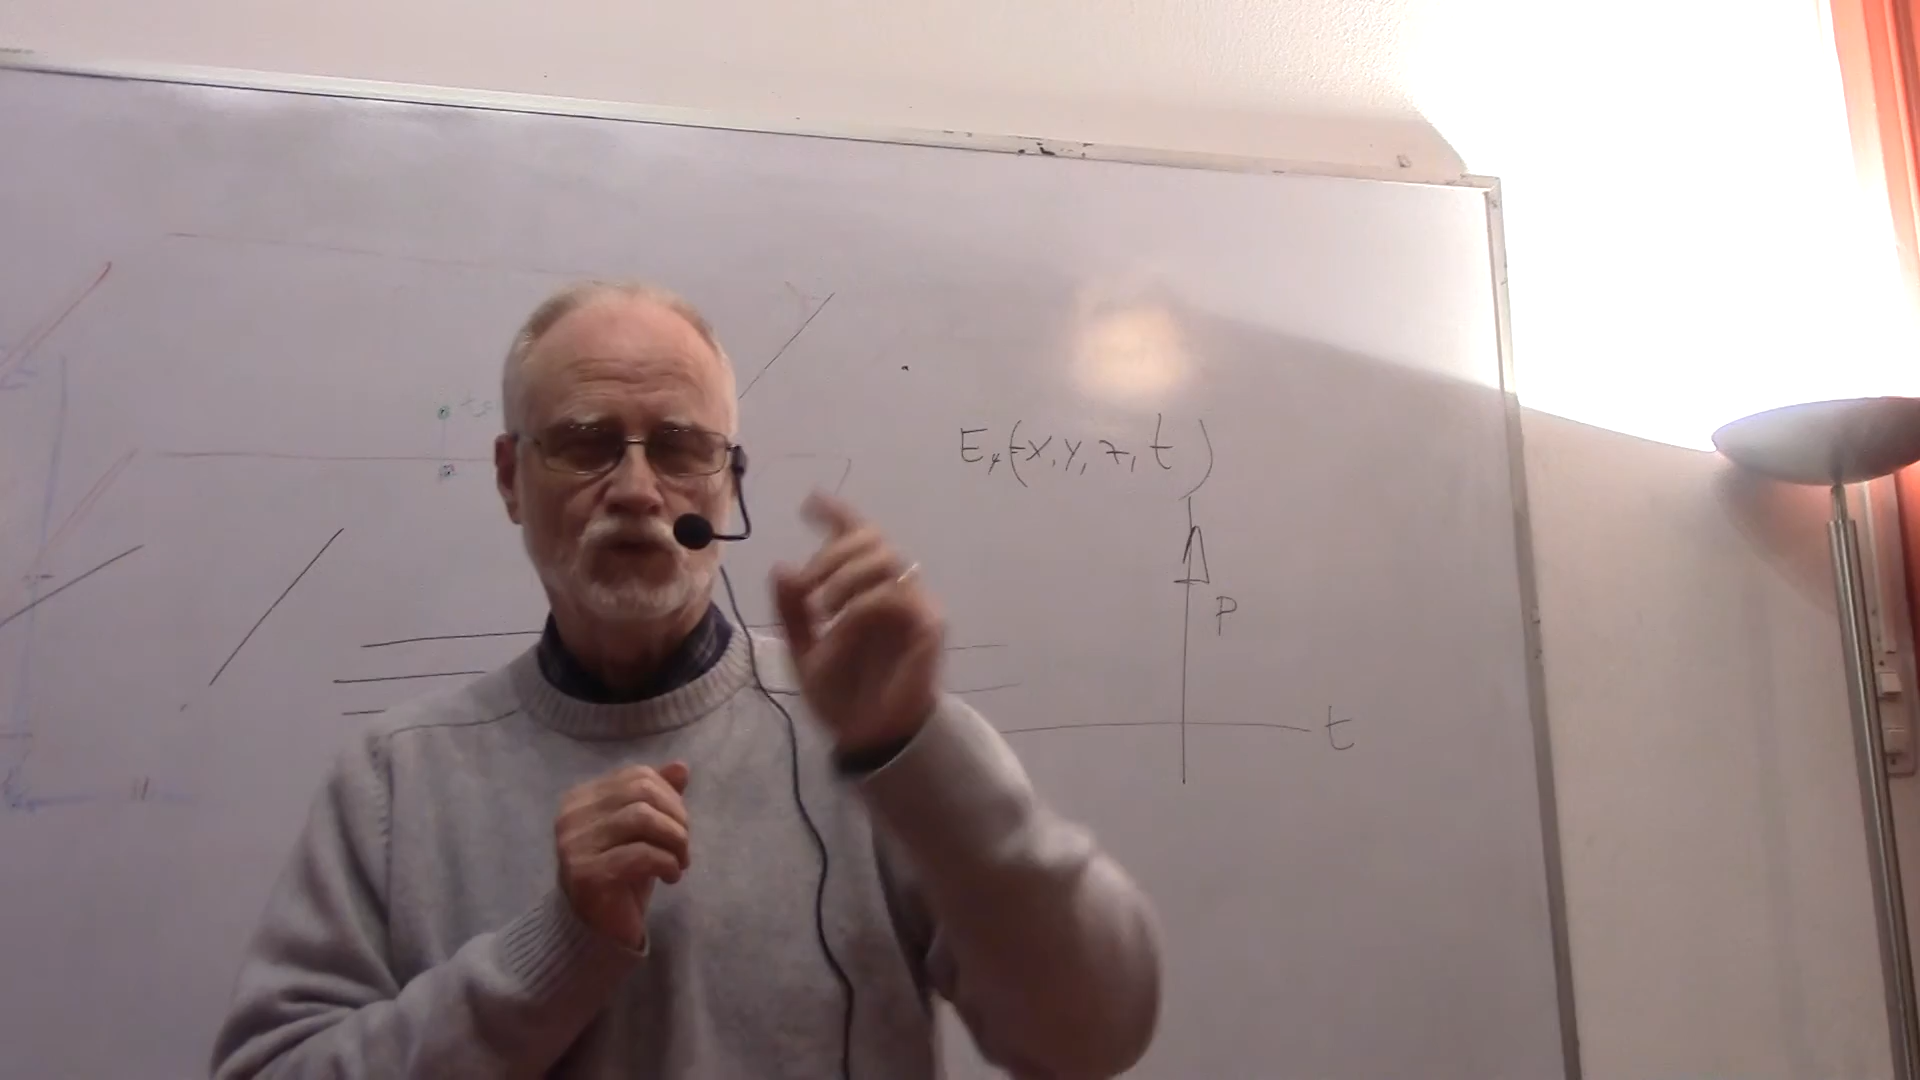 Ex(x, y, z, t)
P
t